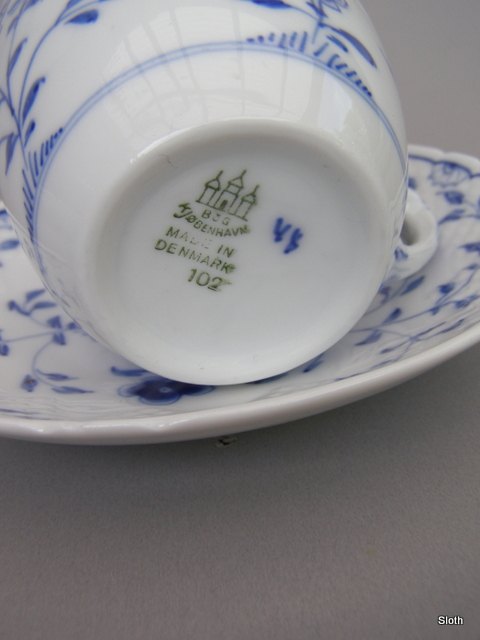 B&G
KJØBENHAVN
MADE IN
DENMARK
102
Sloth